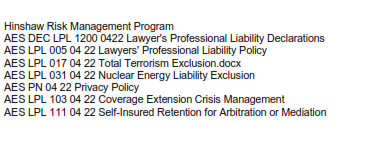 Hinshaw Risk Management Program
AES DEC LPL 1200 0422 Lawyer's Professional Liability Declarations
AES LPL 005 04 22 Lawyers' Professional Liability Policy
AES LPL 017 04 22 Total Terrorism Exclusion.docx
AES LPL 031 04 22 Nuclear Energy Liability Exclusion
AES PN 04 22 Privacy Policy
AES LPL 103 04 22 Coverage Extension Crisis Management
AES LPL 111 04 22 Self-Insured Retention for Arbitration or Mediation